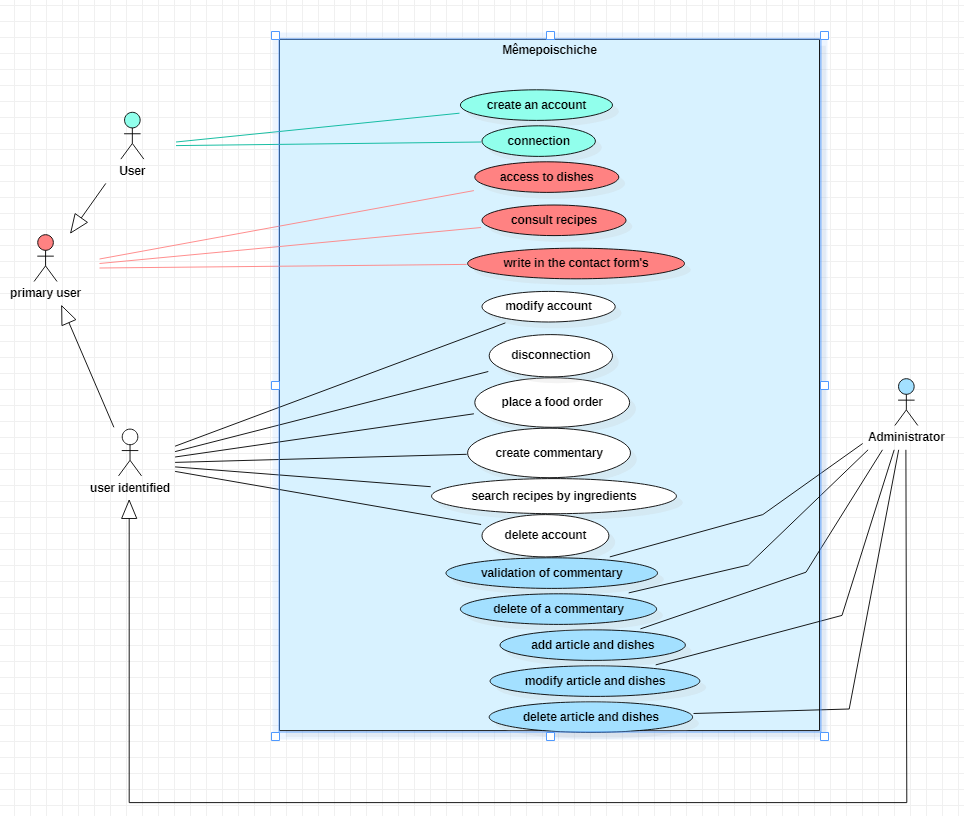 Mêmepoischiche
create an account
connection
User
access to dishes
consult recipes
write in the contact form's
primary user
modify account
disconnection
place a food order
Administrator
create commentary
user identified
search recipes by ingredients
delete account
validation of commentary
delete of a commentary
add article and dishes
modify article and dishes
delete article and dishes